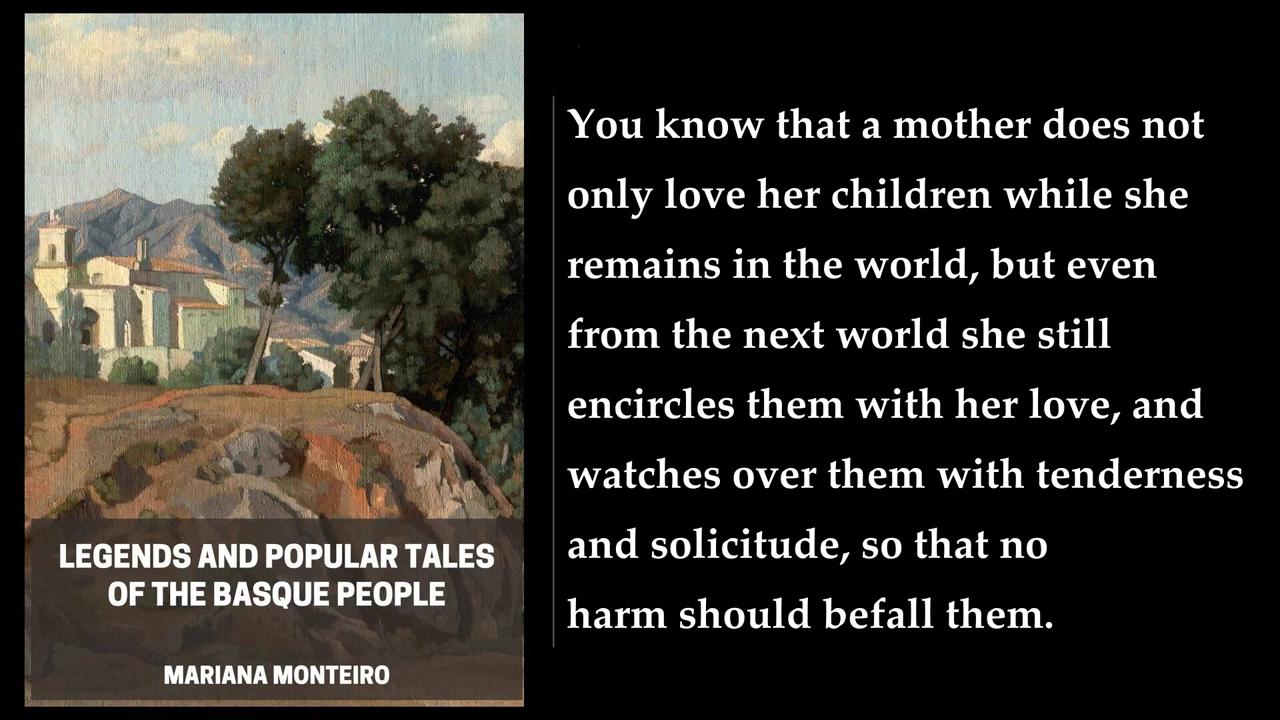 LEGENDS AND POPULAR TALES
OF THE BASQUE PEOPLE
MARIANA MONTEIRO
You know that a mother does not
only love her children while she
remains in the world, but even
from the next world she still
encircles them with her love, and
watches over them with tenderness
and solicitude, so that no
harm should befall them.